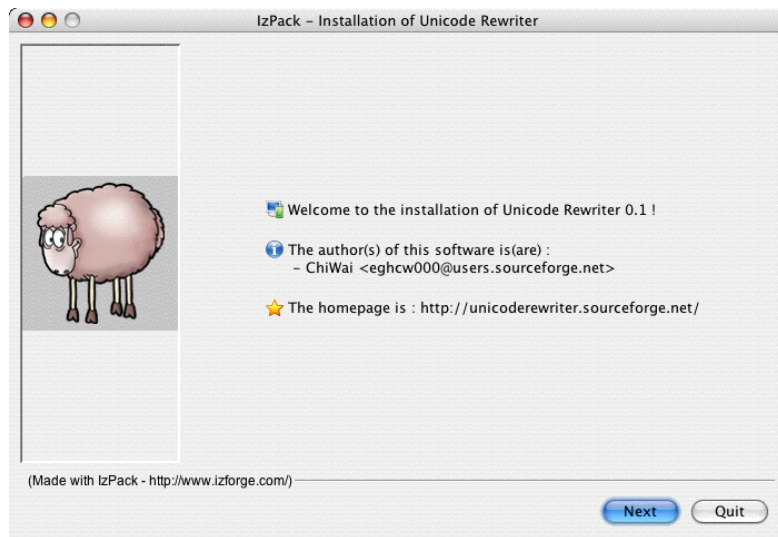 IzPack – Installation of Unicode Rewriter
Welcome to the installation of Unicode Rewriter 0.1 !
The author(s) of this software is(are) :
– ChiWai <eghcw000@users.sourceforge.net>
The homepage is : http://unicoderewriter.sourceforge.net/
(Made with IzPack - http://www.izforge.com/)
Next
Quit